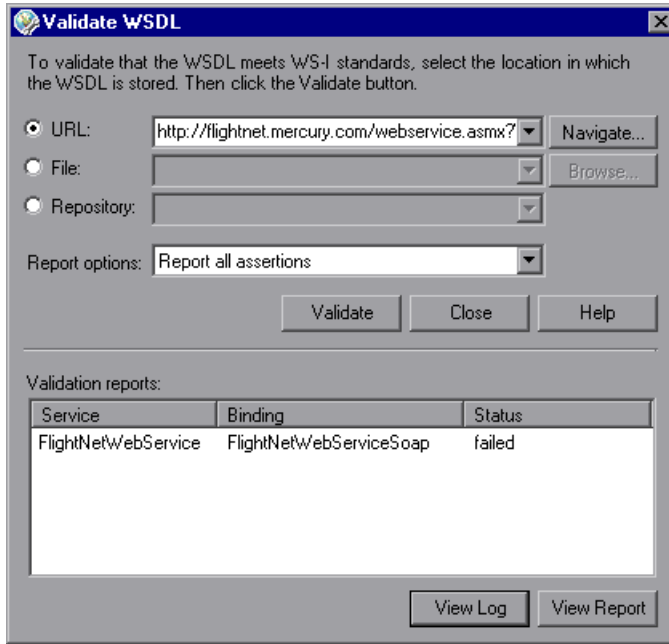 Validate WSDL
To validate that the WSDL meets WS-I standards, select the location in which
the WSDL is stored. Then click the Validate button.
URL: http://flightnet.mercury.com/webservice.asmx? Navigate...
File: Browse...
Repository:
Report options: Report all assertions
Validate Close Help
Validation reports:
Service Binding Status
FlightNetWebService FlightNetWebServiceSoap failed
View Log View Report